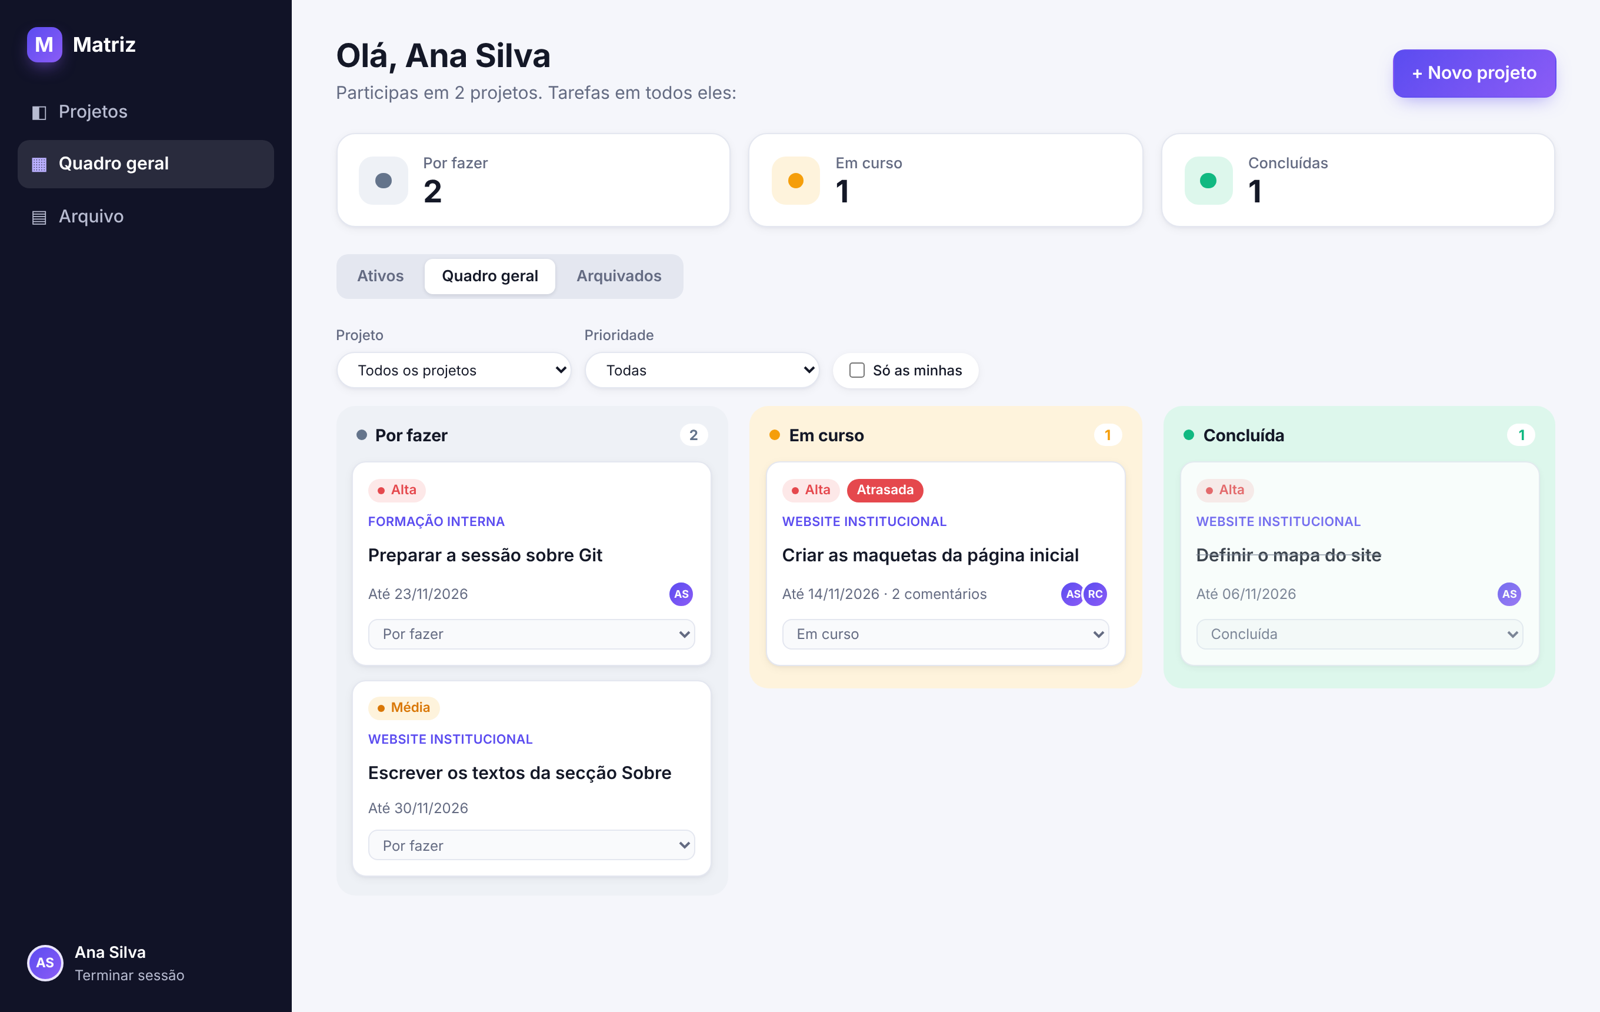 M Matriz
Projetos
Quadro geral
Arquivo
Olá, Ana Silva
Participas em 2 projetos. Tarefas em todos eles:
+ Novo projeto
Por fazer
2
Em curso
1
Concluídas
1
Ativos Quadro geral Arquivados
Projeto
Todos os projetos
Prioridade
Todas
Só as minhas
Por fazer 2
Alta
FORMAÇÃO INTERNA
Preparar a sessão sobre Git
Até 23/11/2026 AS
Por fazer
Média
WEBSITE INSTITUCIONAL
Escrever os textos da secção Sobre
Até 30/11/2026
Por fazer
Em curso 1
Alta Atrasada
WEBSITE INSTITUCIONAL
Criar as maquetas da página inicial
Até 14/11/2026 · 2 comentários AS RC
Em curso
Concluída 1
Alta
WEBSITE INSTITUCIONAL
Definir o mapa do site
Até 06/11/2026 AS
Concluída
AS Ana Silva
Terminar sessão